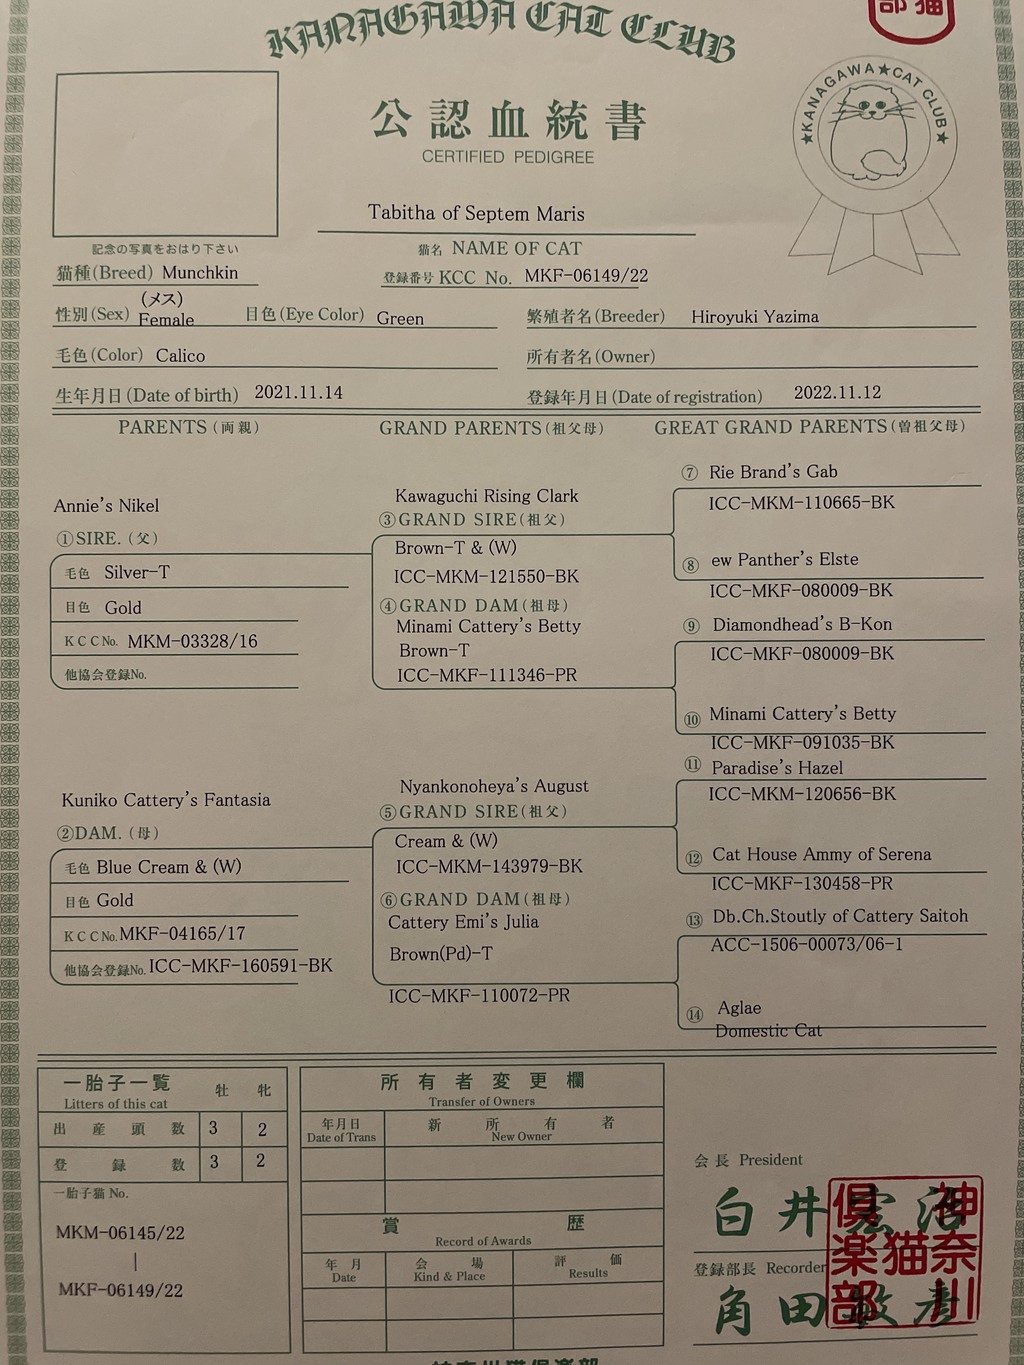 KANAGAWA CAT CLUB
KANAGAWA★CAT CLUB★
公認血統書
CERTIFIED PEDIGREE
Tabitha of Septem Maris
記念の写真をおはり下さい
猫名 NAME OF CAT
猫種(Breed) Munchkin
登録番号 KCC No. MKF-06149/22
性別(Sex) (メス) Female
目色(Eye Color) Green
繁殖者名(Breeder) Hiroyuki Yazima
毛色(Color) Calico
所有者名(Owner)
生年月日(Date of birth) 2021.11.14
登録年月日(Date of registration) 2022.11.12
PARENTS(両親)
GRAND PARENTS(祖父母)
GREAT GRAND PARENTS(曽祖父母)
Annie's Nikel
①SIRE.(父)
毛色 Silver-T
目色 Gold
KCCNo. MKM-03328/16
他協会登録No.
Kawaguchi Rising Clark
③GRAND SIRE(祖父)
Brown-T & (W)
ICC-MKM-121550-BK
④GRAND DAM(祖母)
Minami Cattery's Betty
Brown-T
ICC-MKF-111346-PR
⑦ Rie Brand's Gab
ICC-MKM-110665-BK
⑧ ew Panther's Elste
ICC-MKF-080009-BK
⑨ Diamondhead's B-Kon
ICC-MKF-080009-BK
⑩ Minami Cattery's Betty
ICC-MKF-091035-BK
Kuniko Cattery's Fantasia
②DAM.(母)
毛色 Blue Cream & (W)
目色 Gold
KCCNo. MKF-04165/17
他協会登録No. ICC-MKF-160591-BK
Nyankonoheya's August
⑤GRAND SIRE(祖父)
Cream & (W)
ICC-MKM-143979-BK
⑥GRAND DAM(祖母)
Cattery Emi's Julia
Brown(Pd)-T
ICC-MKF-110072-PR
⑪ Paradise's Hazel
ICC-MKM-120656-BK
⑫ Cat House Ammy of Serena
ICC-MKF-130458-PR
⑬ Db.Ch.Stoutly of Cattery Saitoh
ACC-1506-00073/06-1
⑭ Aglae
Domestic Cat
一胎子一覧 牡 牝
Litters of this cat
出産頭数 3 2
登録数 3 2
一胎子猫No.
MKM-06145/22
|
MKF-06149/22
所有者変更欄
Transfer of Owners
年月日 新所有者
Date of Trans New Owner
賞歴
Record of Awards
年月 会場 評価
Date Kind & Place Results
会長 President
白井
登録部長 Recorder
角田敏彦
神奈川猫倶楽部